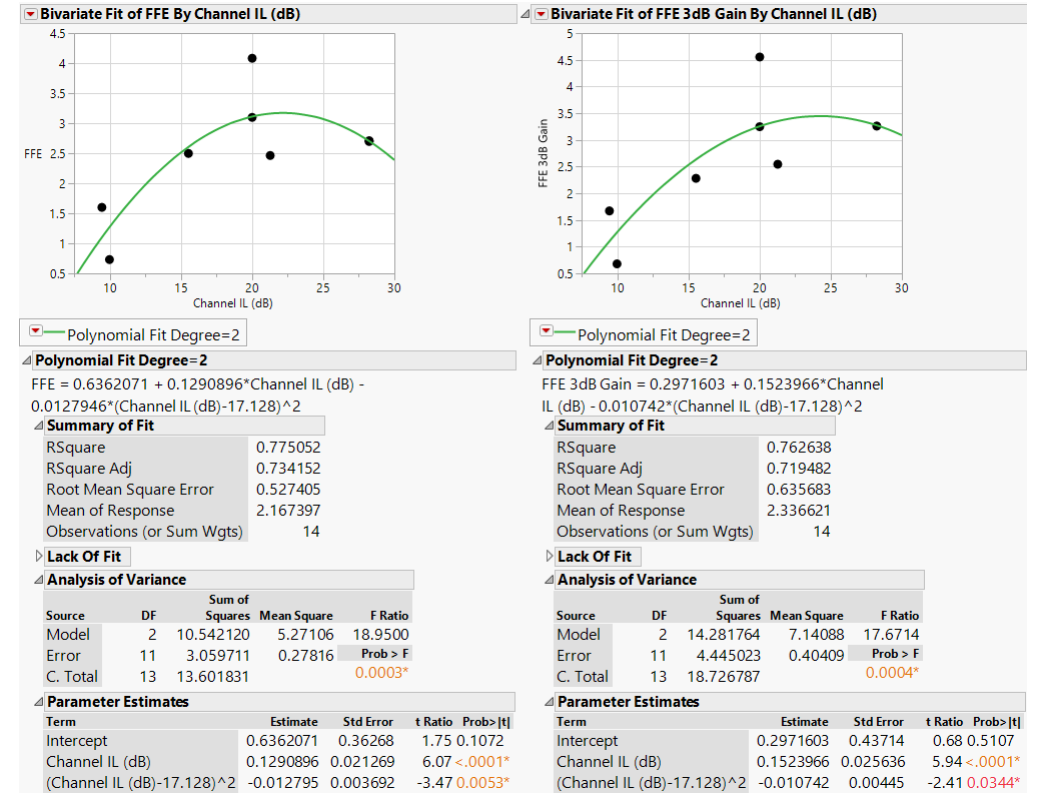 Bivariate Fit of FFE By Channel IL (dB)
4.5
4
3.5
3
FFE 2.5
2
1.5
1
0.5
10 15 20 25 30
Channel IL (dB)
Polynomial Fit Degree=2
Polynomial Fit Degree=2
FFE = 0.6362071 + 0.1290896*Channel IL (dB) -
0.0127946*(Channel IL (dB)-17.128)^2
Summary of Fit
RSquare 0.775052
RSquare Adj 0.734152
Root Mean Square Error 0.527405
Mean of Response 2.167397
Observations (or Sum Wgts) 14
Lack Of Fit
Analysis of Variance
Sum of
Source DF Squares Mean Square F Ratio
Model 2 10.542120 5.27106 18.9500
Error 11 3.059711 0.27816 Prob > F
C. Total 13 13.601831 0.0003*
Parameter Estimates
Term Estimate Std Error t Ratio Prob>|t|
Intercept 0.6362071 0.36268 1.75 0.1072
Channel IL (dB) 0.1290896 0.021269 6.07 <.0001*
(Channel IL (dB)-17.128)^2 -0.012795 0.003692 -3.47 0.0053*
Bivariate Fit of FFE 3dB Gain By Channel IL (dB)
5
4.5
4
3.5
3
2.5
2
1.5
1
0.5
FFE 3dB Gain
10 15 20 25 30
Channel IL (dB)
Polynomial Fit Degree=2
Polynomial Fit Degree=2
FFE 3dB Gain = 0.2971603 + 0.1523966*Channel
IL (dB) - 0.010742*(Channel IL (dB)-17.128)^2
Summary of Fit
RSquare 0.762638
RSquare Adj 0.719482
Root Mean Square Error 0.635683
Mean of Response 2.336621
Observations (or Sum Wgts) 14
Lack Of Fit
Analysis of Variance
Sum of
Source DF Squares Mean Square F Ratio
Model 2 14.281764 7.14088 17.6714
Error 11 4.445023 0.40409 Prob > F
C. Total 13 18.726787 0.0004*
Parameter Estimates
Term Estimate Std Error t Ratio Prob>|t|
Intercept 0.2971603 0.43714 0.68 0.5107
Channel IL (dB) 0.1523966 0.025636 5.94 <.0001*
(Channel IL (dB)-17.128)^2 -0.010742 0.00445 -2.41 0.0344*